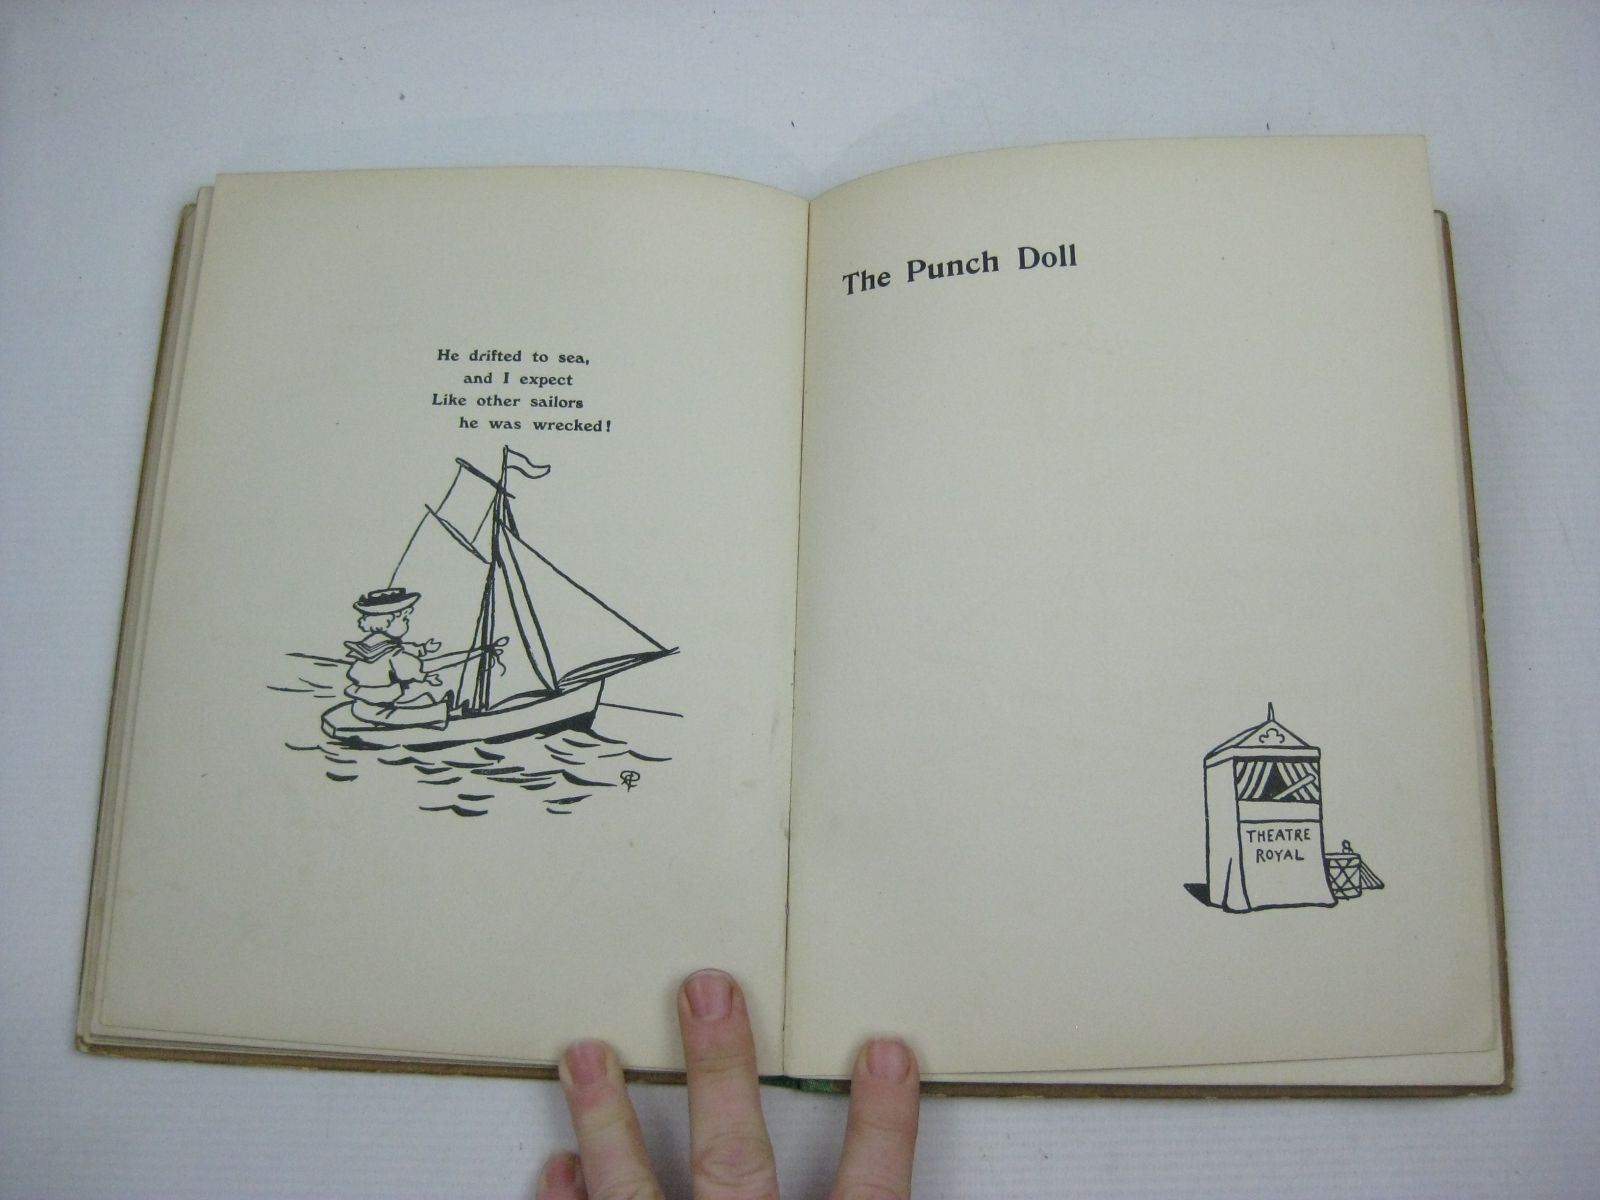 He drifted to sea,
and I expect
Like other sailors
he was wrecked!
The Punch Doll
THEATRE
ROYAL